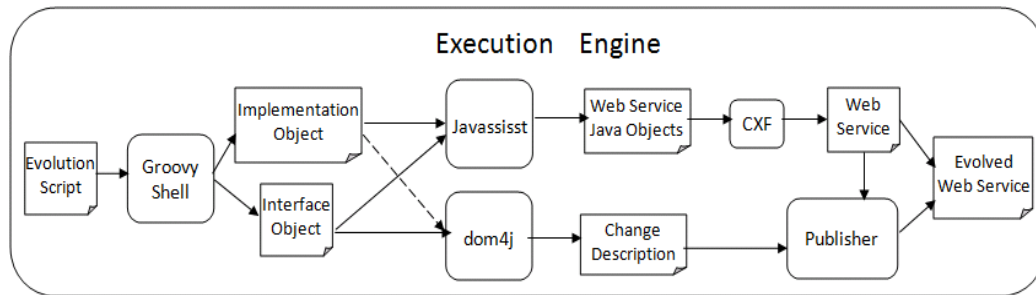 Execution Engine
Implementation
Object
Javassisst
Web Service
Java Objects
CXF
Web
Service
Evolution
Script
Groovy
Shell
Evolved
Web Service
Interface
Object
dom4j
Change
Description
Publisher